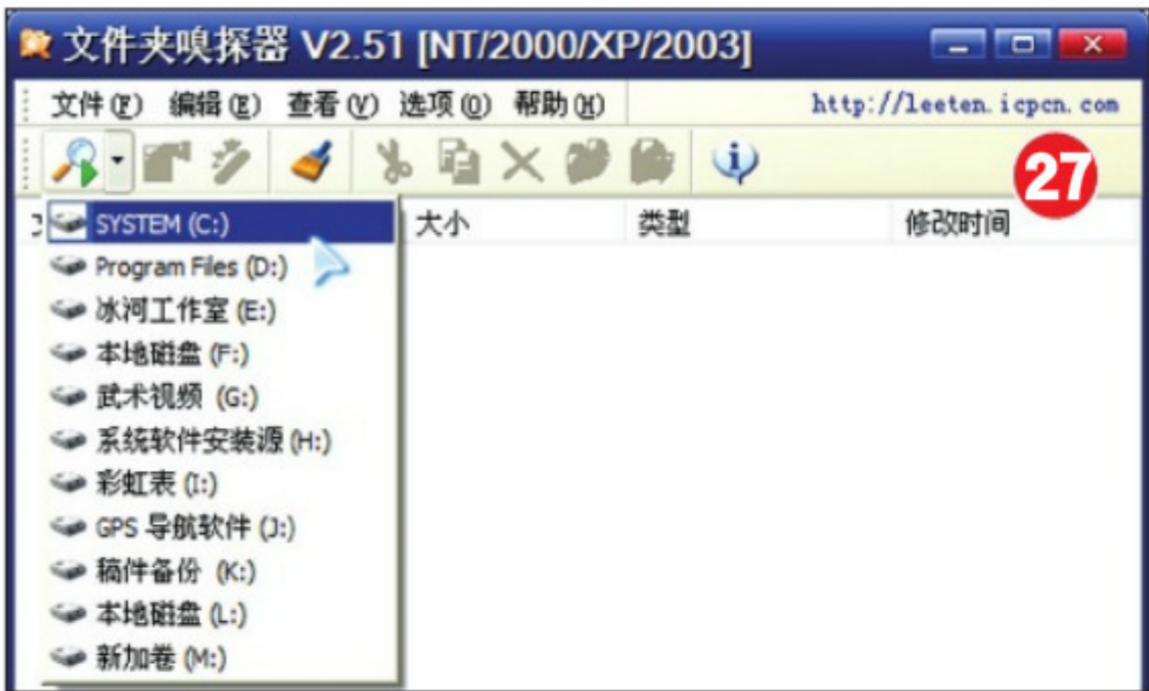 文件夹嗅探器 V2.51 [NT/2000/XP/2003]
文件(F) 编辑(E) 查看(V) 选项(O) 帮助(H) http://leeten.icpcn.com
27
大小 类型 修改时间
SYSTEM (C:)
Program Files (D:)
冰河工作室 (E:)
本地磁盘 (F:)
武术视频 (G:)
系统软件安装源 (H:)
彩虹表 (I:)
GPS 导航软件 (J:)
稿件备份 (K:)
本地磁盘 (L:)
新加卷 (M:)